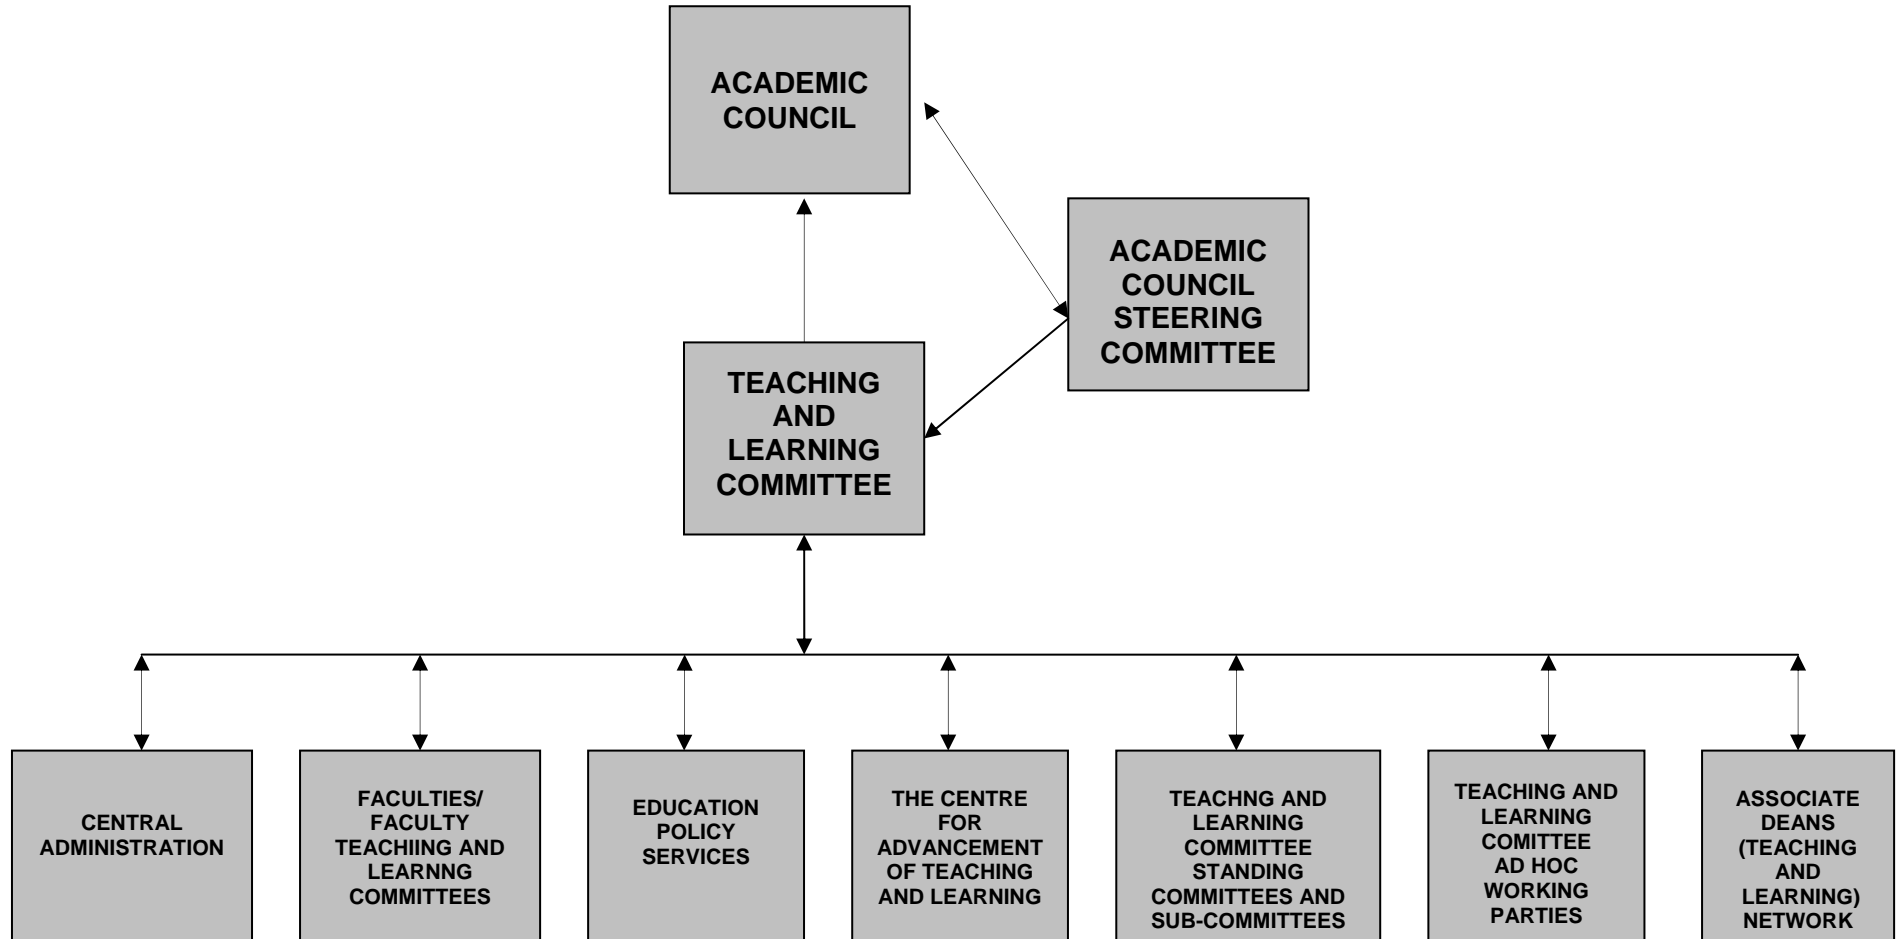 ACADEMIC
COUNCIL
ACADEMIC
COUNCIL
STEERING
COMMITTEE
TEACHING
AND
LEARNING
COMMITTEE
CENTRAL
ADMINISTRATION
FACULTIES/
FACULTY
TEACHIING AND
LEARNNG
COMMITTEES
EDUCATION
POLICY
SERVICES
THE CENTRE
FOR
ADVANCEMENT
OF TEACHING
AND LEARNING
TEACHNG AND
LEARNING
COMMITTEE
STANDING
COMMITTEES AND
SUB-COMMITTEES
TEACHING AND
LEARNING
COMITTEE
AD HOC
WORKING
PARTIES
ASSOCIATE
DEANS
(TEACHING
AND
LEARNING)
NETWORK